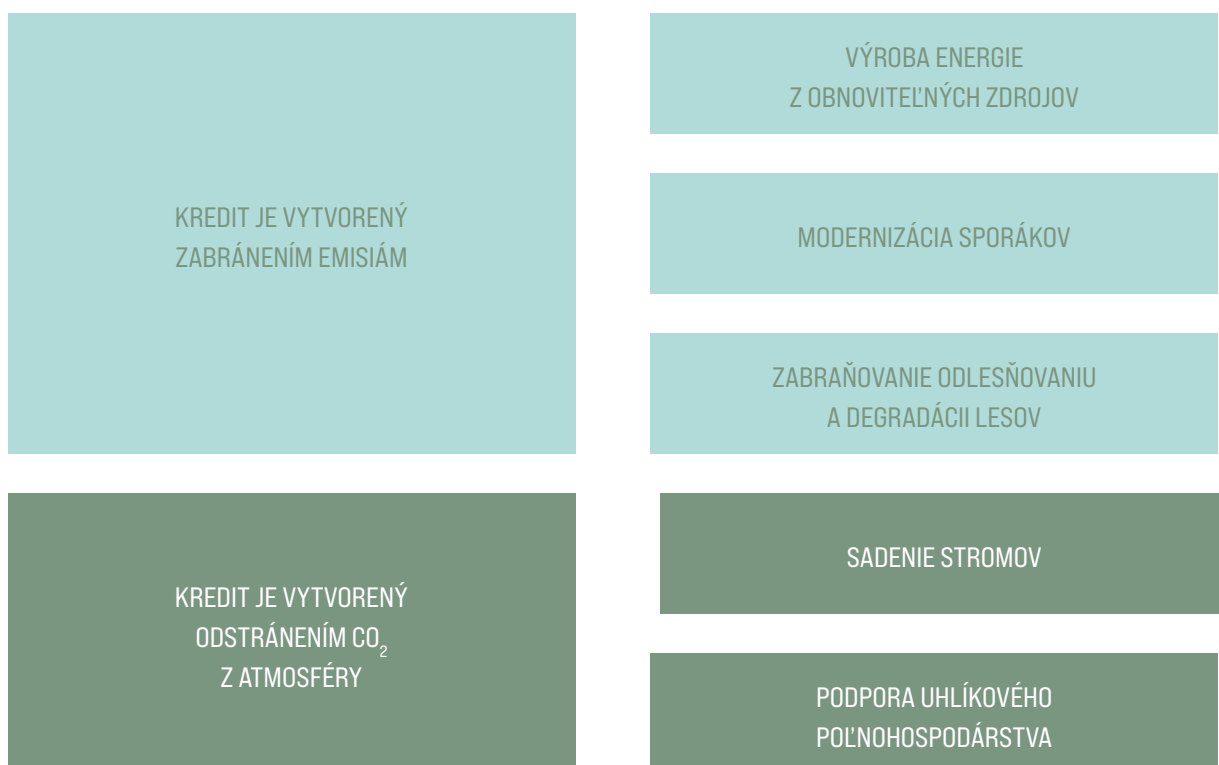 KREDIT JE VYTVORENÝ
ZABRÁNENÍM EMISIÁM
VÝROBA ENERGIE
Z OBNOVITEĽNÝCH ZDROJOV
MODERNIZÁCIA SPORÁKOV
ZABRAŇOVANIE ODLESŇOVANIU
A DEGRADÁCII LESOV
KREDIT JE VYTVORENÝ
ODSTRÁNENÍM CO₂
Z ATMOSFÉRY
SADENIE STROMOV
PODPORA UHLÍKOVÉHO
POĽNOHOSPODÁRSTVA